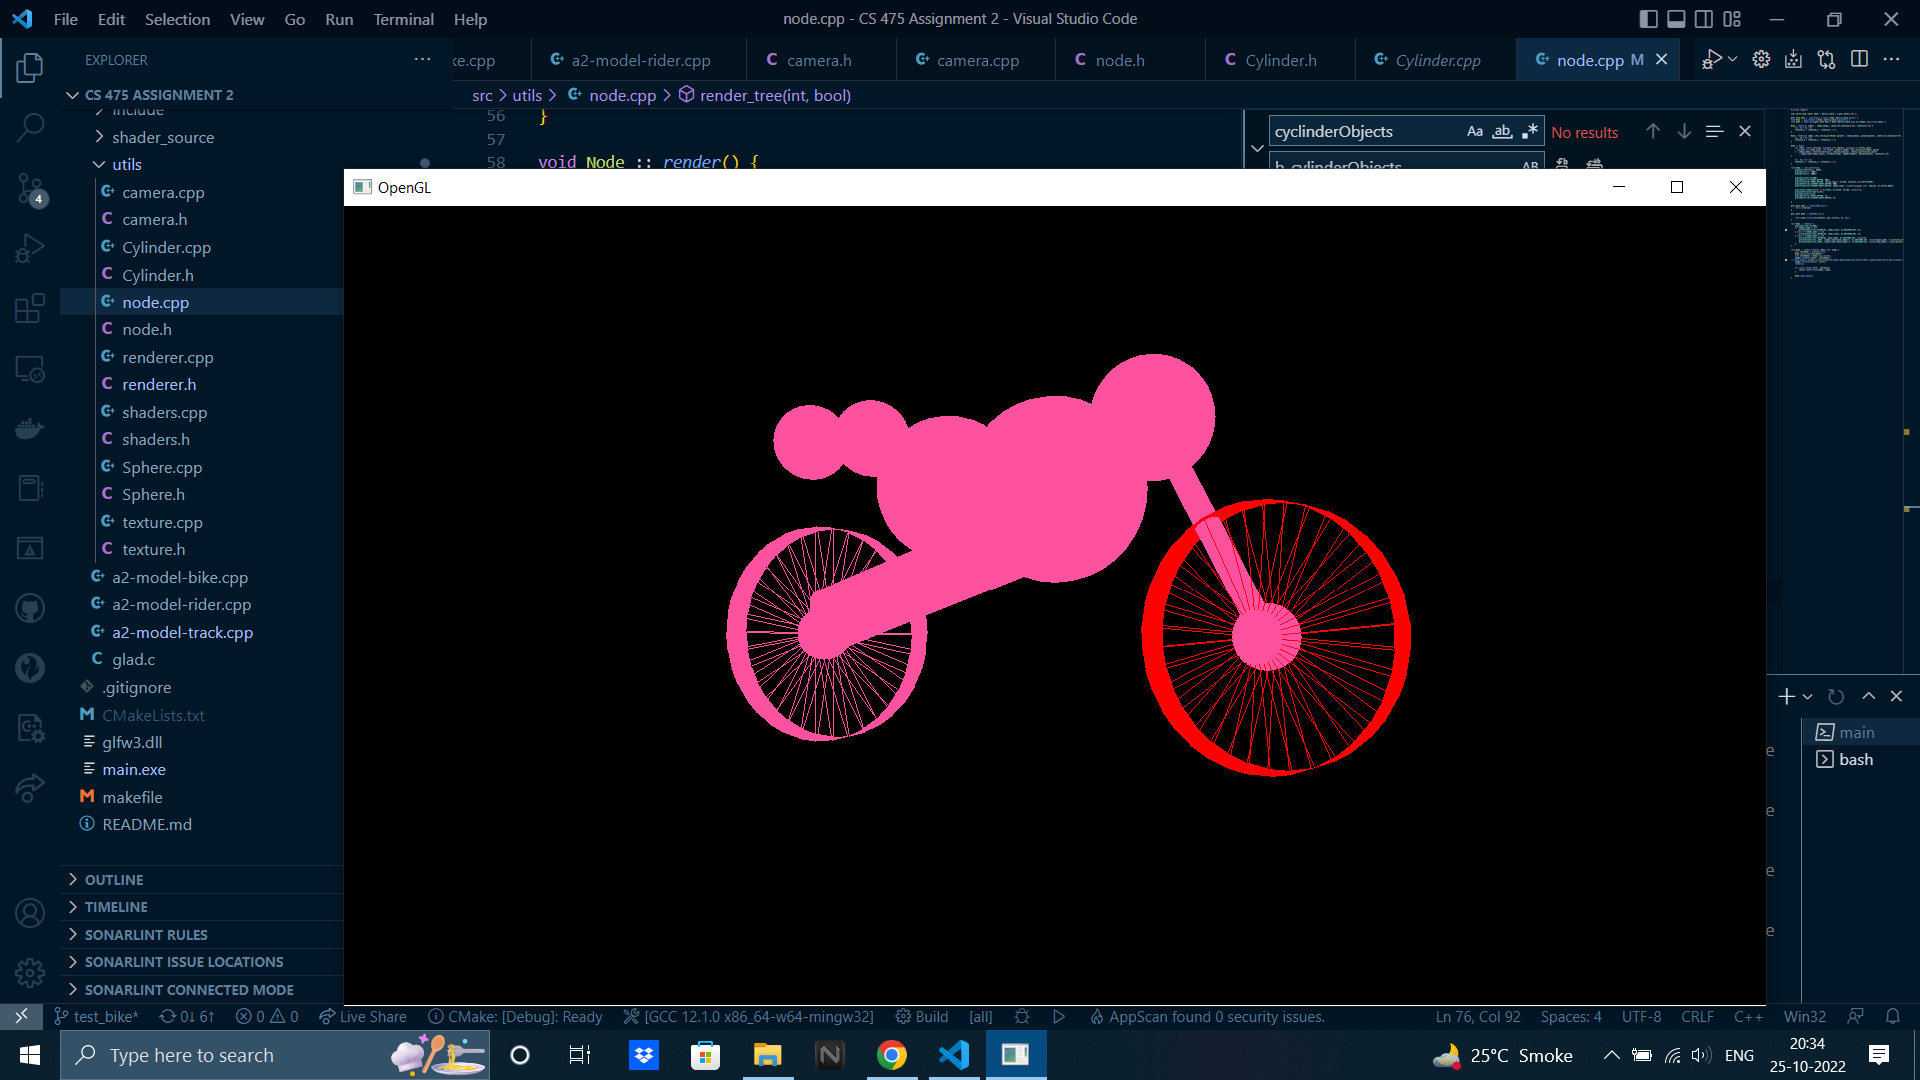 File Edit Selection View Go Run Terminal Help
node.cpp - CS 475 Assignment 2 - Visual Studio Code
EXPLORER
ke.cpp
a2-model-rider.cpp
camera.h
camera.cpp
node.h
Cylinder.h
Cylinder.cpp
node.cpp M
CS 475 ASSIGNMENT 2
src > utils > node.cpp > render_tree(int, bool)
include
56 }
57
58 void Node :: render() {
cyclinderObjects Aa ab No results
b_cylinderObjects AB
shader_source
utils
camera.cpp
camera.h
Cylinder.cpp
Cylinder.h
node.cpp
node.h
renderer.cpp
renderer.h
shaders.cpp
shaders.h
Sphere.cpp
Sphere.h
texture.cpp
texture.h
a2-model-bike.cpp
a2-model-rider.cpp
a2-model-track.cpp
glad.c
.gitignore
CMakeLists.txt
glfw3.dll
main.exe
makefile
README.md
4
OpenGL
main
bash
e
e
e
e
OUTLINE
TIMELINE
SONARLINT RULES
SONARLINT ISSUE LOCATIONS
SONARLINT CONNECTED MODE
test_bike* 0↓ 6↑ 0 0 Live Share CMake: [Debug]: Ready [GCC 12.1.0 x86_64-w64-mingw32] Build [all] AppScan found 0 security issues. Ln 76, Col 92 Spaces: 4 UTF-8 CRLF C++ Win32
Type here to search
25°C Smoke
ENG
20:34
25-10-2022